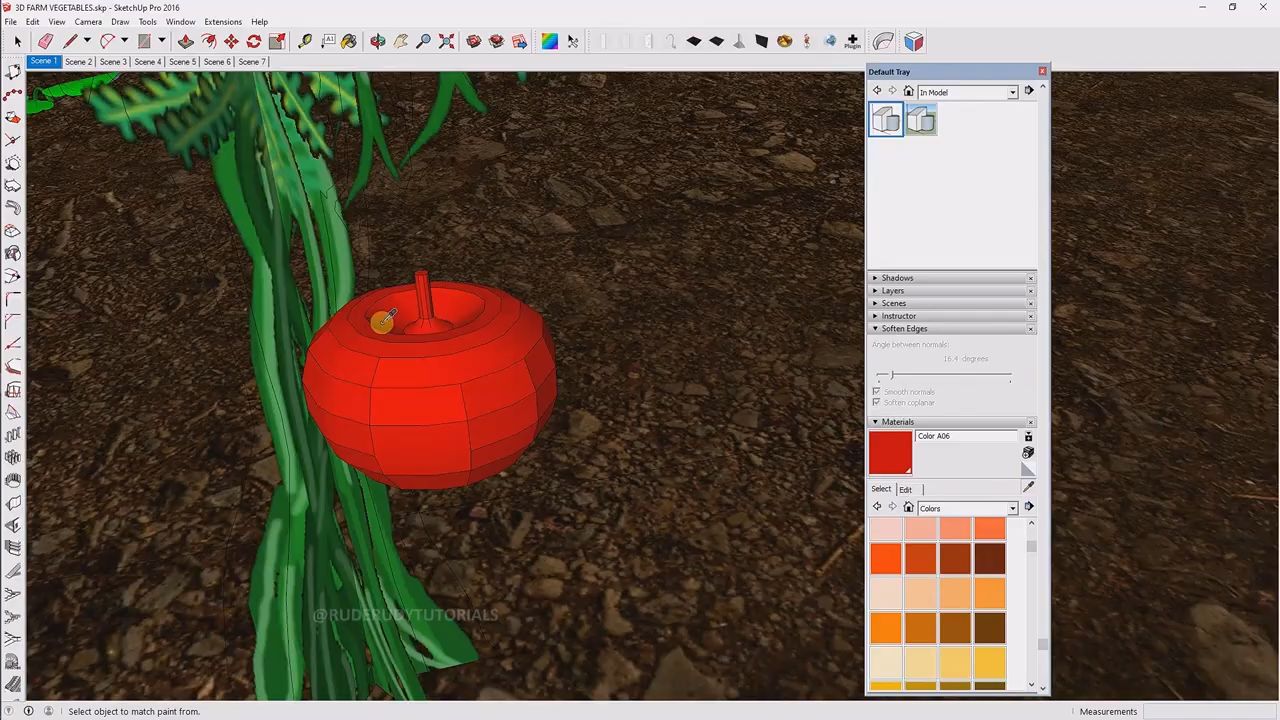 3D FARM VEGETABLES.skp - SketchUp Pro 2016
File Edit View Camera Draw Tools Window Extensions Help
Plugin
Scene 1 Scene 2 Scene 3 Scene 4 Scene 5 Scene 6 Scene 7
Default Tray
In Model
Shadows
Layers
Scenes
Instructor
Soften Edges
Angle between normals:
16.4 degrees
Smooth normals
Soften coplanar
Materials
Color A06
Select Edit
Colors
@RUDERUDYTUTORIALS
Select object to match paint from.
Measurements